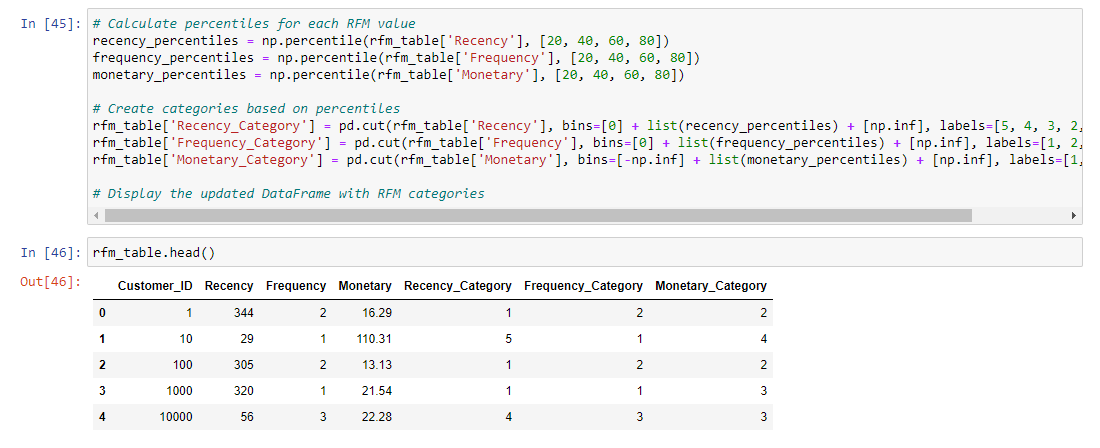 In [45]: # Calculate percentiles for each RFM value
recency_percentiles = np.percentile(rfm_table['Recency'], [20, 40, 60, 80])
frequency_percentiles = np.percentile(rfm_table['Frequency'], [20, 40, 60, 80])
monetary_percentiles = np.percentile(rfm_table['Monetary'], [20, 40, 60, 80])
# Create categories based on percentiles
rfm_table['Recency_Category'] = pd.cut(rfm_table['Recency'], bins=[0] + list(recency_percentiles) + [np.inf], labels=[5, 4, 3, 2,
rfm_table['Frequency_Category'] = pd.cut(rfm_table['Frequency'], bins=[0] + list(frequency_percentiles) + [np.inf], labels=[1, 2,
rfm_table['Monetary_Category'] = pd.cut(rfm_table['Monetary'], bins=[-np.inf] + list(monetary_percentiles) + [np.inf], labels=[1,
# Display the updated DataFrame with RFM categories
In [46]: rfm_table.head()
Out[46]:
Customer_ID Recency Frequency Monetary Recency_Category Frequency_Category Monetary_Category
0 1 344 2 16.29 1 2 2
1 10 29 1 110.31 5 1 4
2 100 305 2 13.13 1 2 2
3 1000 320 1 21.54 1 1 3
4 10000 56 3 22.28 4 3 3